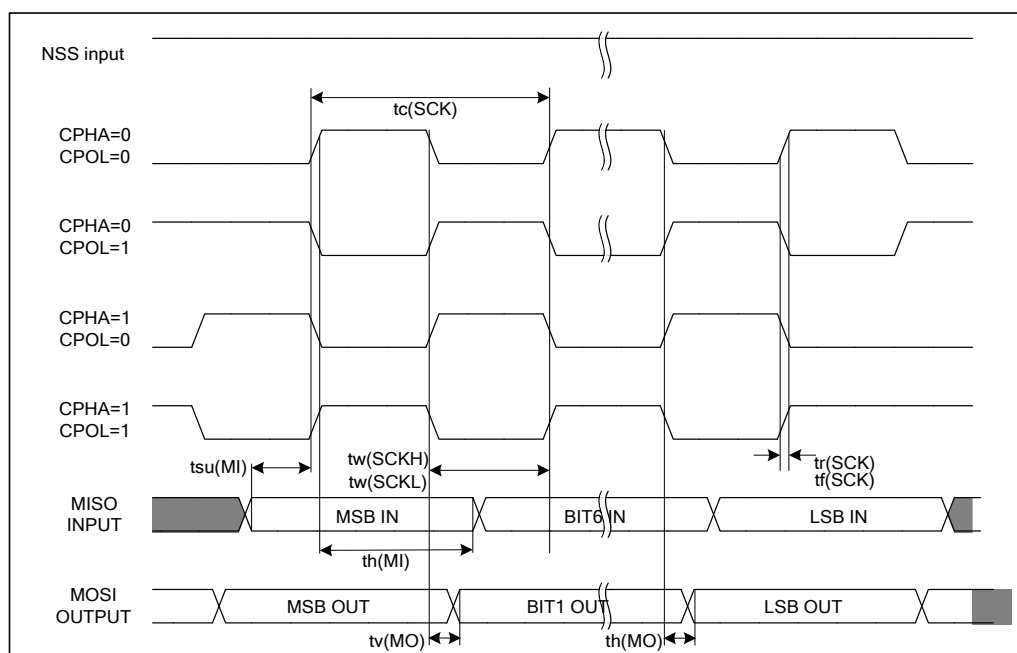 NSS input
tc(SCK)
CPHA=0
CPOL=0
CPHA=0
CPOL=1
CPHA=1
CPOL=0
CPHA=1
CPOL=1
tsu(MI)
tw(SCKH)
tw(SCKL)
tr(SCK)
tf(SCK)
MISO
INPUT
MSB IN
BIT6 IN
LSB IN
th(MI)
MOSI
OUTPUT
MSB OUT
BIT1 OUT
LSB OUT
tv(MO)
th(MO)